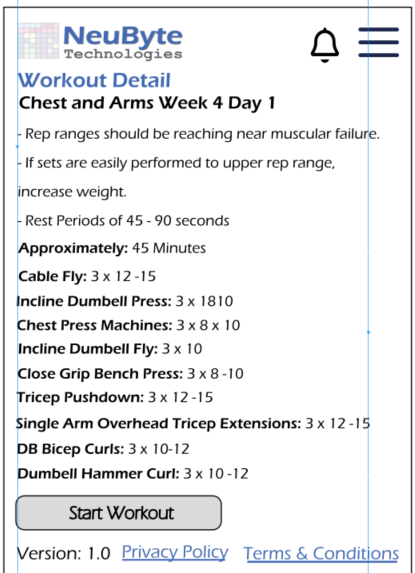 NeuByte
Technologies
Workout Detail
Chest and Arms Week 4 Day 1
- Rep ranges should be reaching near muscular failure.
- If sets are easily performed to upper rep range,
increase weight.
- Rest Periods of 45 - 90 seconds
Approximately: 45 Minutes
Cable Fly: 3 x 12 -15
Incline Dumbell Press: 3 x 1810
Chest Press Machines: 3 x 8 x 10
Incline Dumbell Fly: 3 x 10
Close Grip Bench Press: 3 x 8 -10
Tricep Pushdown: 3 x 12 -15
Single Arm Overhead Tricep Extensions: 3 x 12 -15
DB Bicep Curls: 3 x 10-12
Dumbell Hammer Curl: 3 x 10 -12
Start Workout
Version: 1.0 Privacy Policy Terms & Conditions